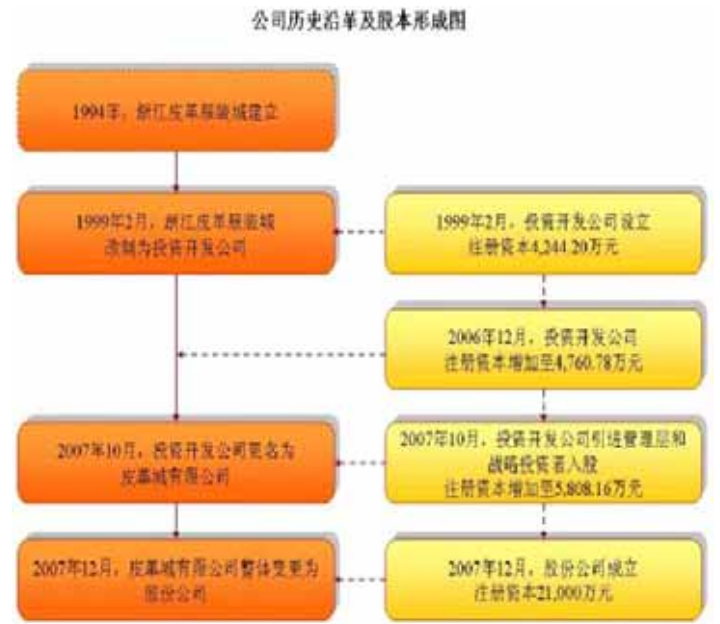 公司历史沿革及股本形成图
1994年，浙江皮革服装城建立
1999年2月，浙江皮革服装城
改制为投资开发公司
1999年2月，投资开发公司设立
注册资本4,244.20万元
2006年12月，投资开发公司
注册资本增加至4,760.78万元
2007年10月，投资开发公司更名为
皮革城有限公司
2007年10月，投资开发公司引进管理层和
战略投资者入股
注册资本增加至5,808.16万元
2007年12月，皮革城有限公司整体变更为
股份公司
2007年12月，股份公司成立
注册资本21,000万元